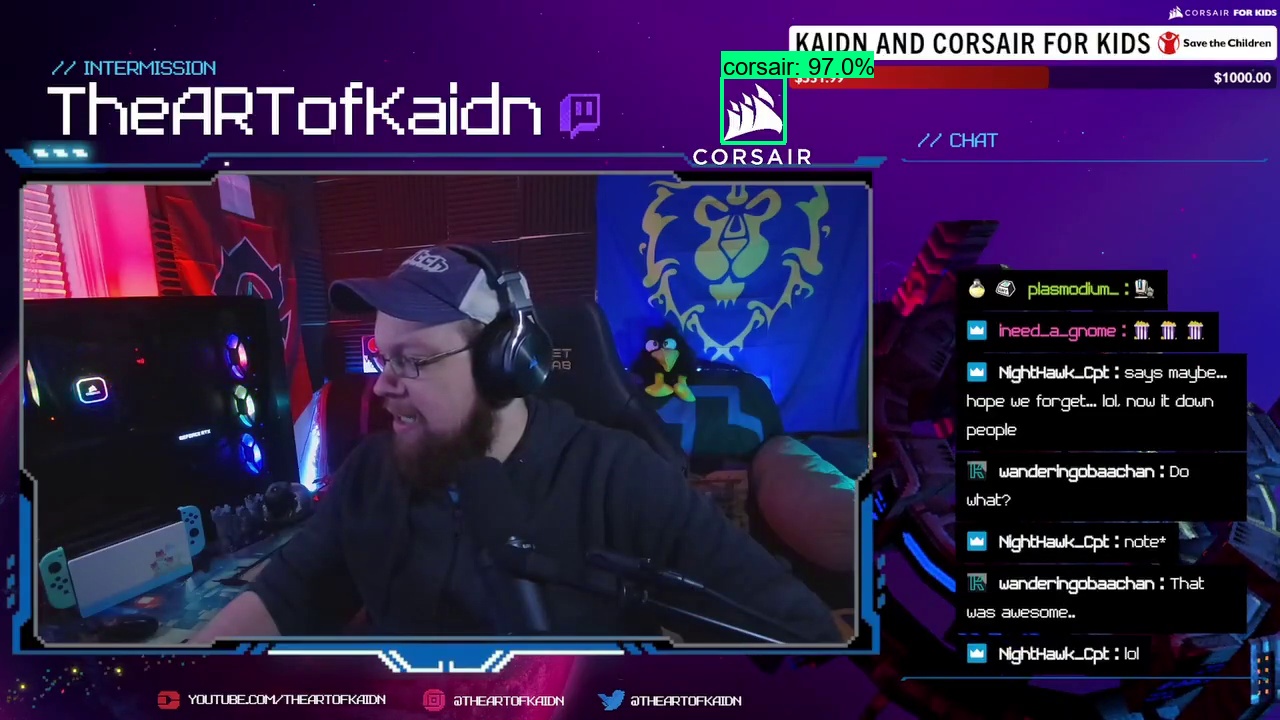 CORSAIR FOR KIDS
KAIDN AND CORSAIR FOR KIDS
Save the Children
corsair: 97.0%
$1000.00
// INTERMISSION
TheARTofKaidn
CORSAIR
// CHAT
plasmodium_ :
ineed_a_gnome :
NightHawk_Cpt : says maybe...
hope we forget... lol, now it down
people
wanderingobaachan : Do
what?
NightHawk_Cpt : note*
wanderingobaachan : That
was awesome..
NightHawk_Cpt : lol
GEFORCE RTX
YOUTUBE.COM/THEARTOFKAIDN
@THEARTOFKAIDN
@THEARTOFKAIDN